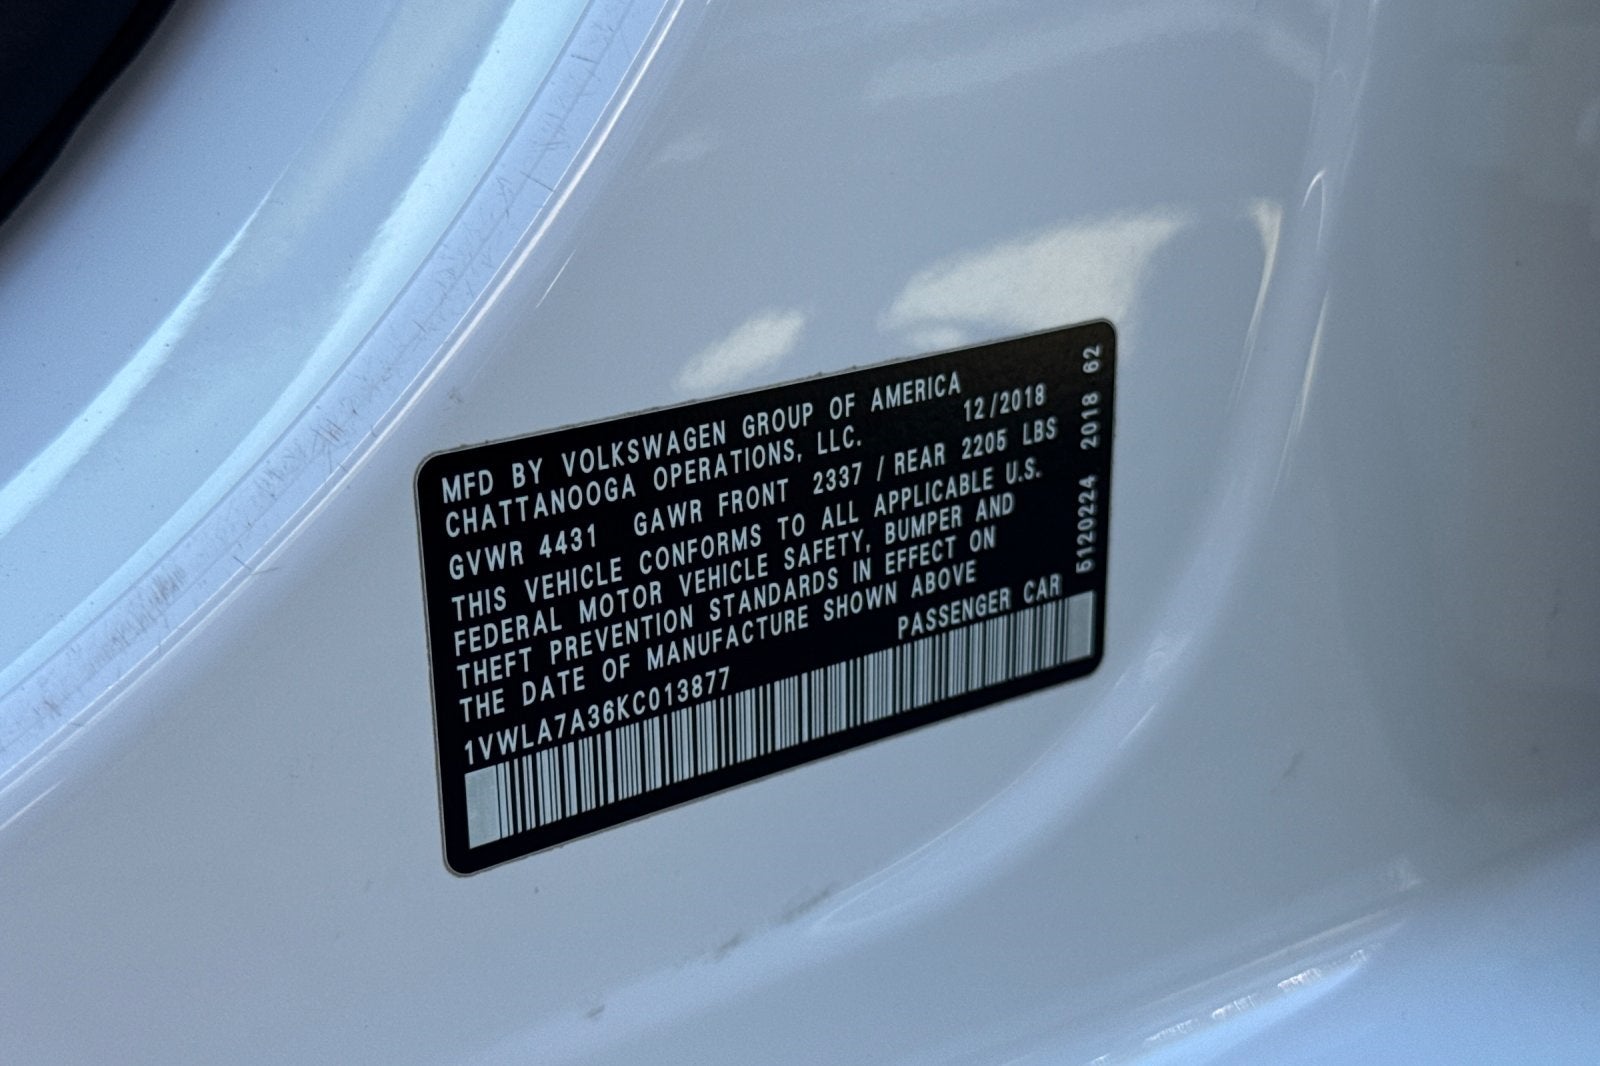 MFD BY VOLKSWAGEN GROUP OF AMERICA
CHATTANOOGA OPERATIONS, LLC. 12/2018
GVWR 4431 GAWR FRONT 2337 / REAR 2205 LBS
THIS VEHICLE CONFORMS TO ALL APPLICABLE U.S.
FEDERAL MOTOR VEHICLE SAFETY, BUMPER AND
THEFT PREVENTION STANDARDS IN EFFECT ON
THE DATE OF MANUFACTURE SHOWN ABOVE
1VWLA7A36KC013877 PASSENGER CAR
5120224 2018 62